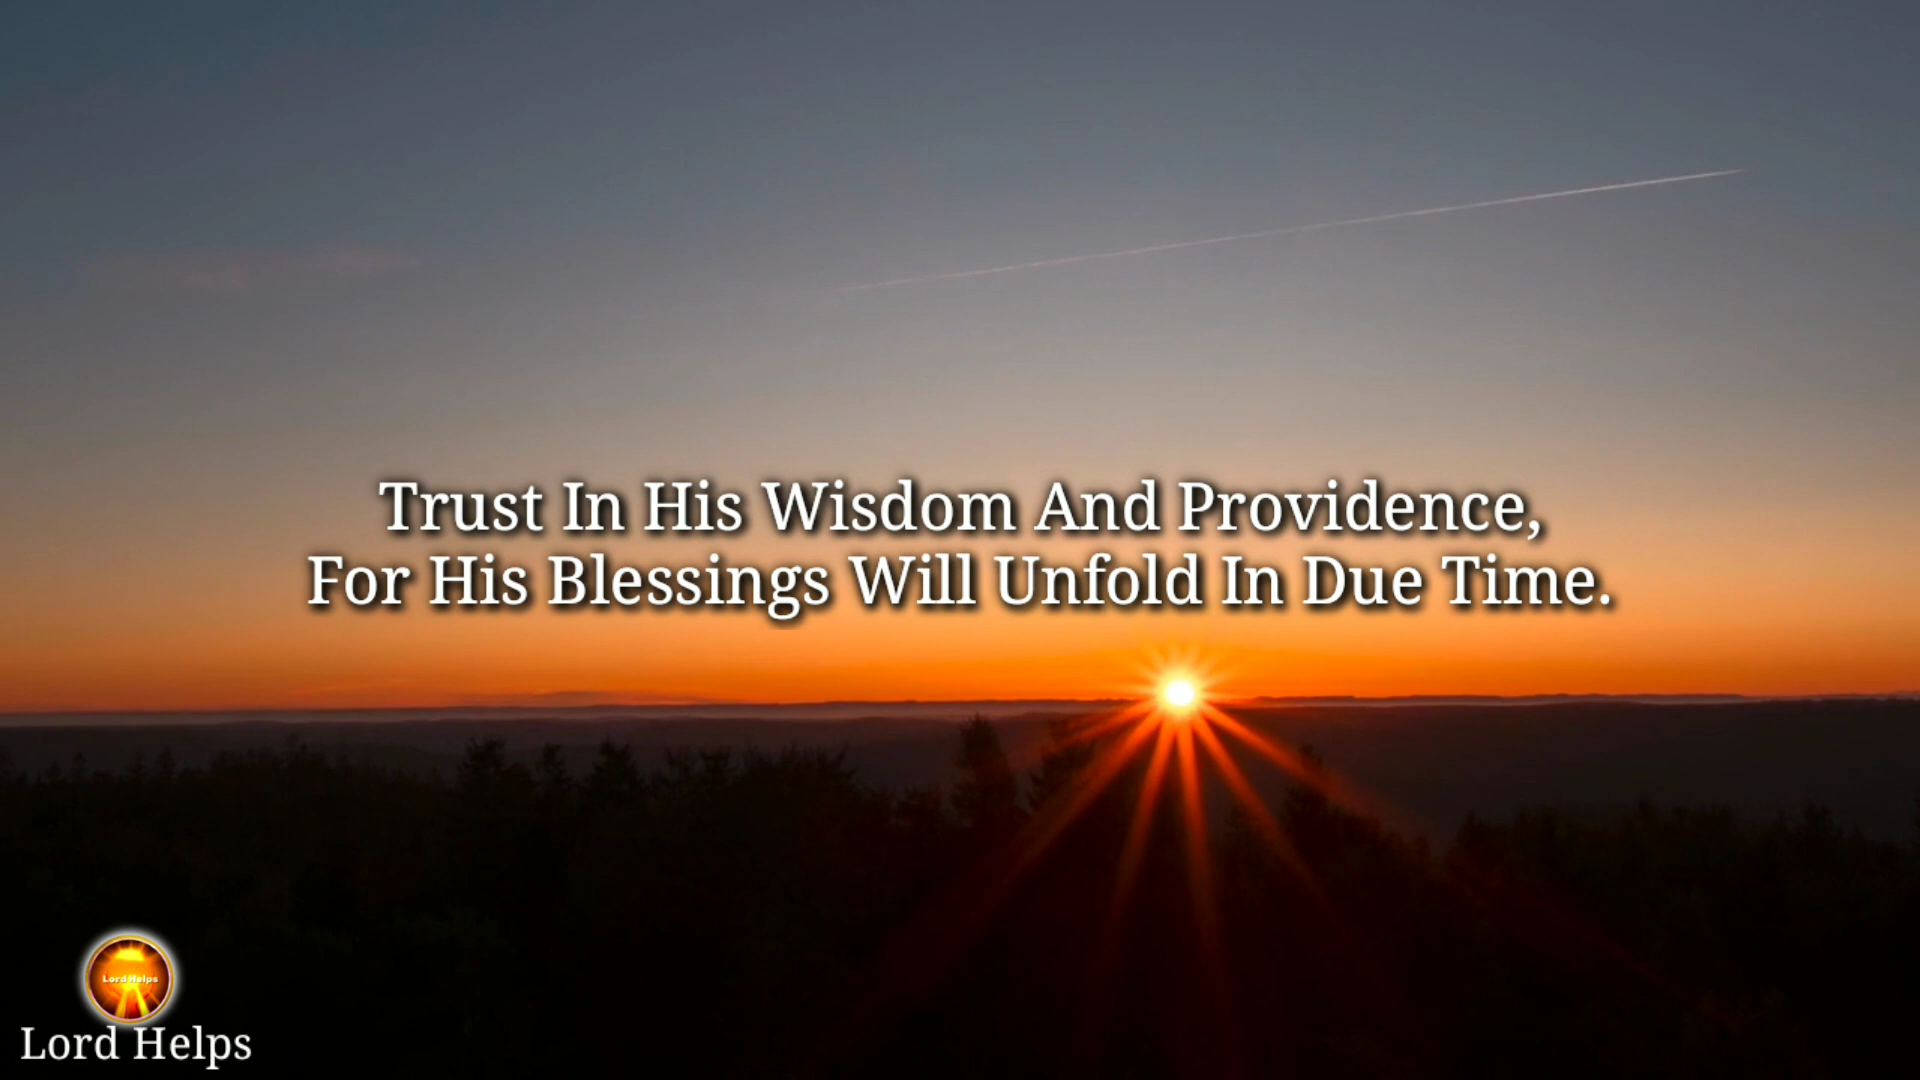 Trust In His Wisdom And Providence,
For His Blessings Will Unfold In Due Time.
Lord Helps
Lord Helps